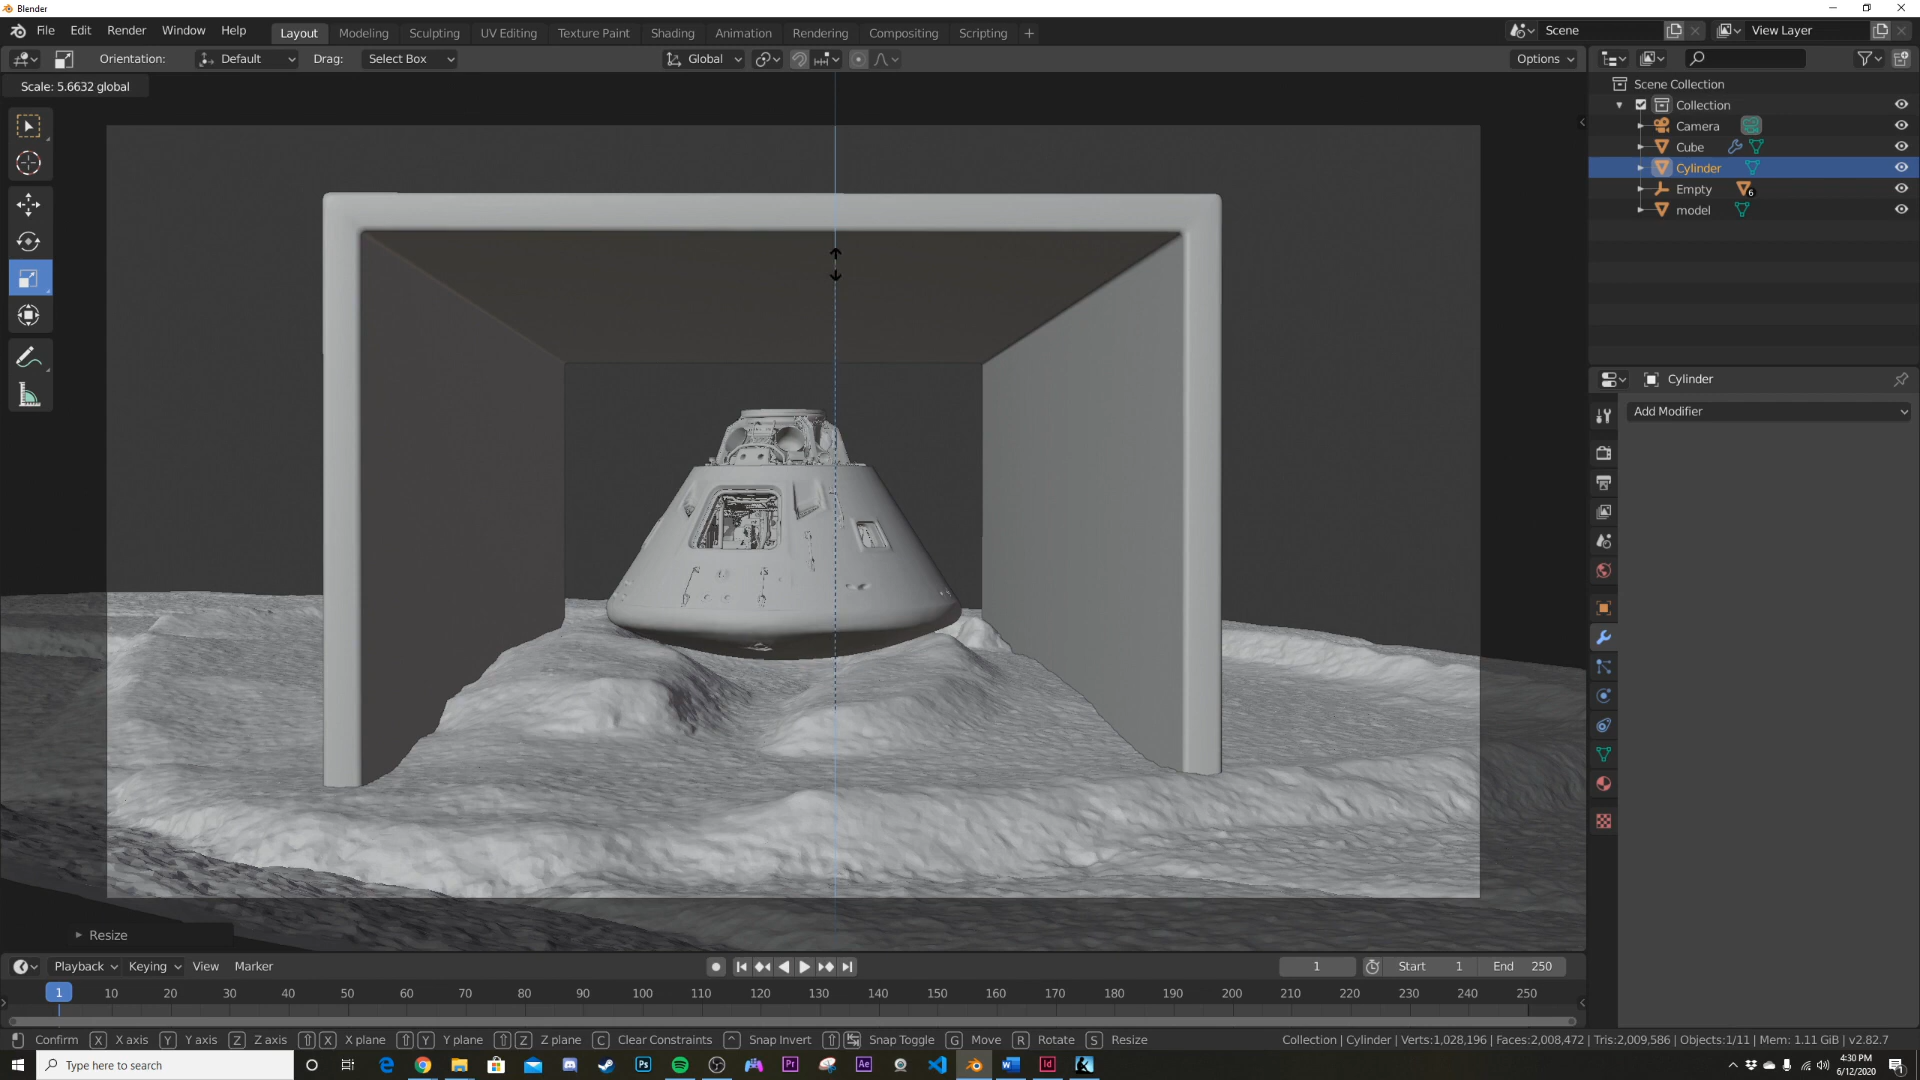 Blender
File Edit Render Window Help Layout Modeling Sculpting UV Editing Texture Paint Shading Animation Rendering Compositing Scripting + Scene View Layer
Orientation: Default Drag: Select Box Global Options
Scale: 5.6632 global
Scene Collection
Collection
Camera
Cube
Cylinder
Empty 6
model
Cylinder
Add Modifier
Resize
Playback Keying View Marker 1 Start 1 End 250
1 10 20 30 40 50 60 70 80 90 100 110 120 130 140 150 160 170 180 190 200 210 220 230 240 250
Confirm X X axis Y Y axis Z Z axis X X plane Y Y plane Z Z plane C Clear Constraints Snap Invert Snap Toggle G Move R Rotate S Resize Collection | Cylinder | Verts:1,028,196 | Faces:2,008,472 | Tris:2,009,586 | Objects:1/11 | Mem: 1.11 GiB | v2.82.7
Type here to search Ps Pr Ae Id 4:30 PM
6/12/2020